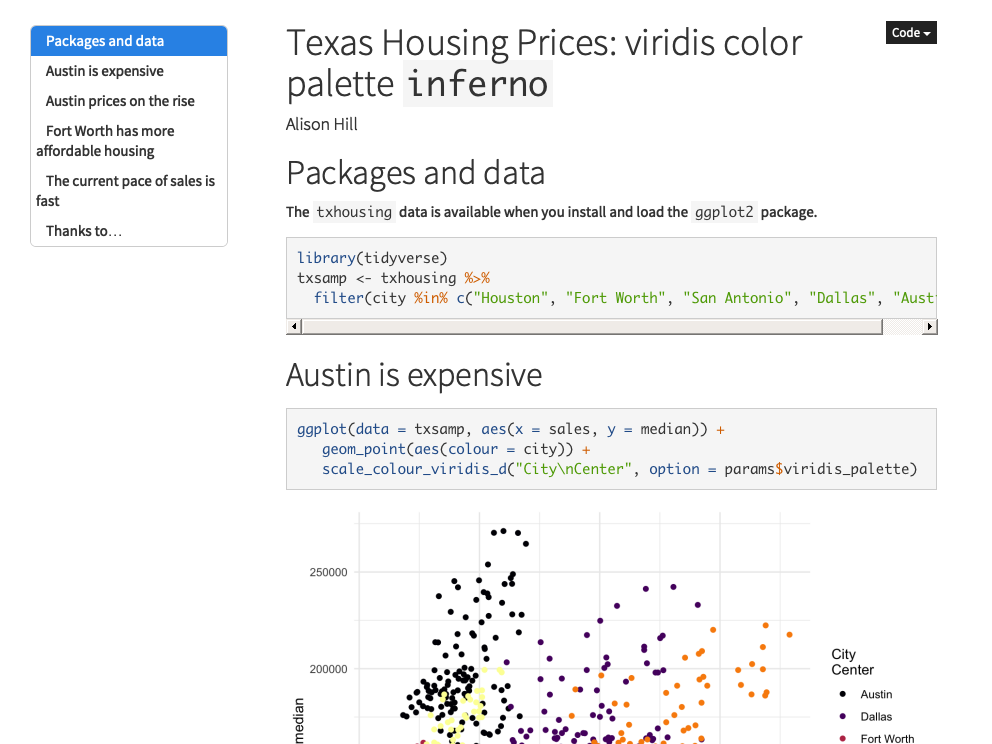 Packages and data
Austin is expensive
Austin prices on the rise
Fort Worth has more
affordable housing
The current pace of sales is
fast
Thanks to…
Code
Texas Housing Prices: viridis color
palette inferno
Alison Hill
Packages and data
The txhousing data is available when you install and load the ggplot2 package.
library(tidyverse)
txsamp <- txhousing %>%
filter(city %in% c("Houston", "Fort Worth", "San Antonio", "Dallas", "Aust
Austin is expensive
ggplot(data = txsamp, aes(x = sales, y = median)) +
geom_point(aes(colour = city)) +
scale_colour_viridis_d("City\nCenter", option = params$viridis_palette)
250000
200000
median
City
Center
Austin
Dallas
Fort Worth